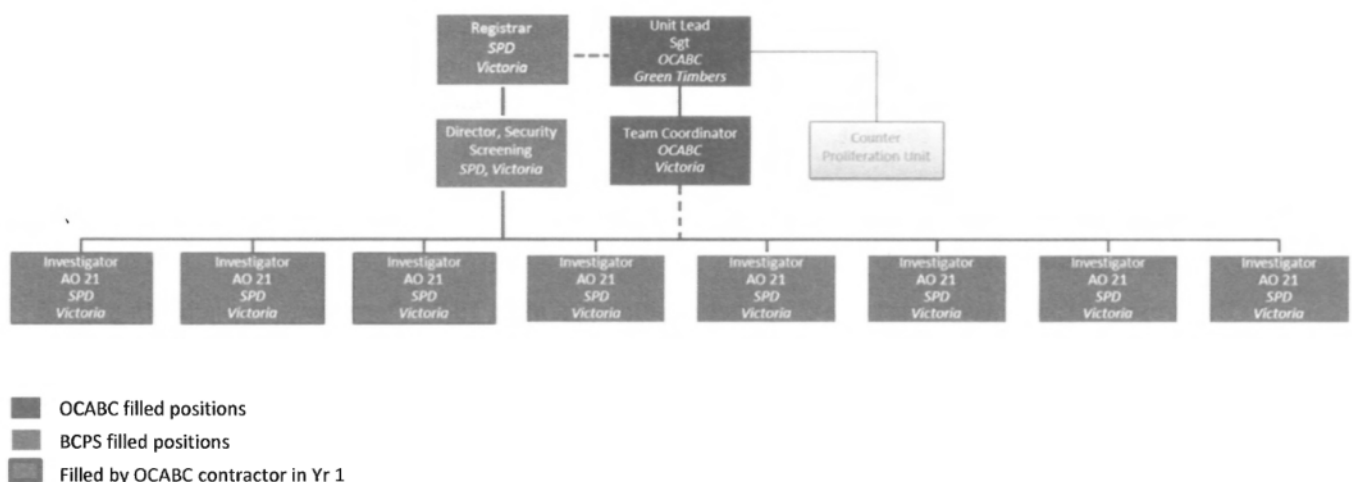 Registrar
SPD
Victoria
Unit Lead
Sgt
OCABC
Green Timbers
Director, Security
Screening
SPD, Victoria
Team Coordinator
OCABC
Victoria
Counter
Proliferation Unit
Investigator
AO 21
SPD
Victoria
Investigator
AO 21
SPD
Victoria
Investigator
AO 21
SPD
Victoria
Investigator
AO 21
SPD
Victoria
Investigator
AO 21
SPD
Victoria
Investigator
AO 21
SPD
Victoria
Investigator
AO 21
SPD
Victoria
Investigator
AO 21
SPD
Victoria
OCABC filled positions
BCPS filled positions
Filled by OCABC contractor in Yr 1